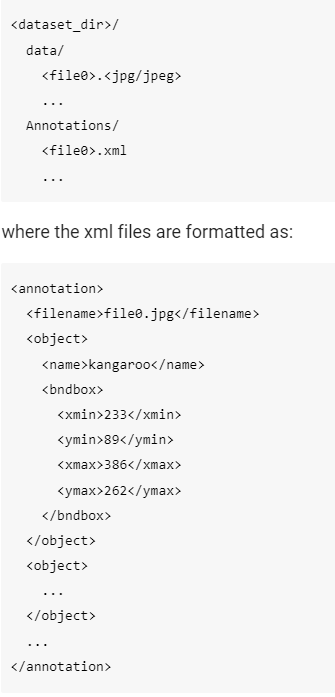 <dataset_dir>/
  data/
    <file0>.<jpg/jpeg>
    ...
  Annotations/
    <file0>.xml
    ...
where the xml files are formatted as:
<annotation>
  <filename>file0.jpg</filename>
  <object>
    <name>kangaroo</name>
    <bndbox>
      <xmin>233</xmin>
      <ymin>89</ymin>
      <xmax>386</xmax>
      <ymax>262</ymax>
    </bndbox>
  </object>
  <object>
    ...
  </object>
  ...
</annotation>